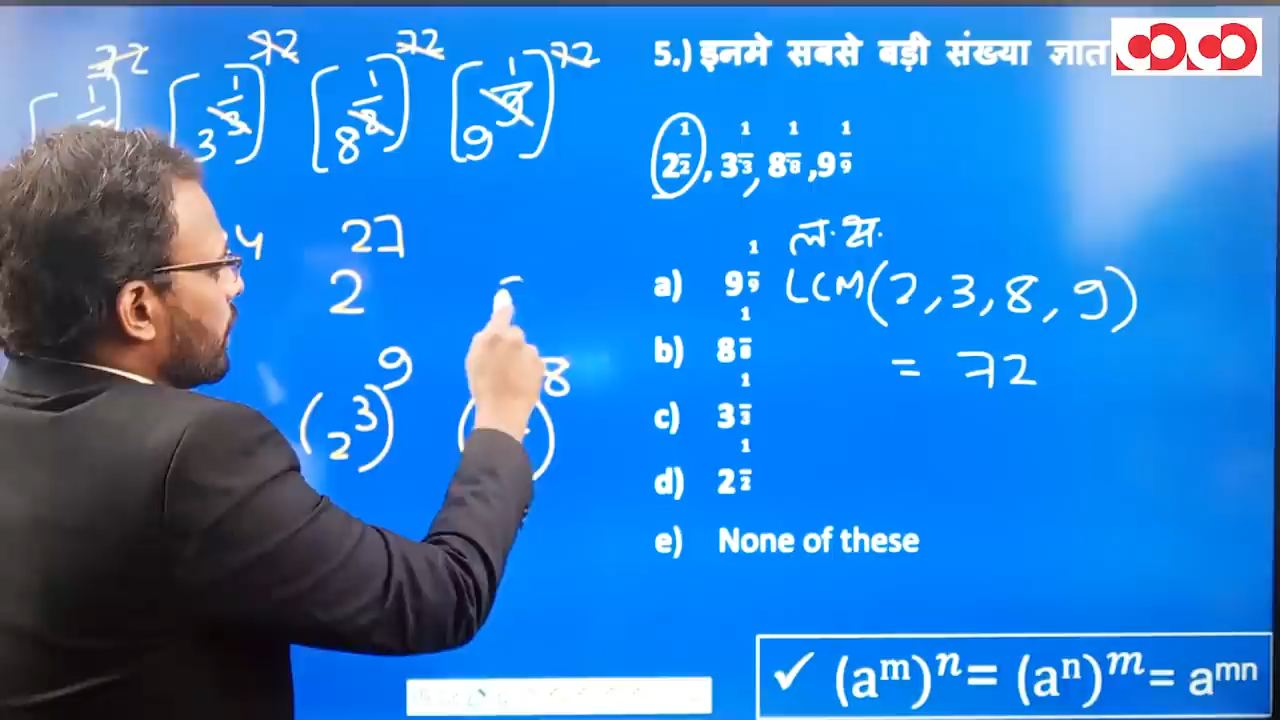 5.) इनमे सबसे बड़ी संख्या ज्ञात
2^(1/2), 3^(1/3), 8^(1/8), 9^(1/9)
ल.स.
a) 9^(1/9)
LCM(2, 3, 8, 9)
= 72
b) 8^(1/8)
c) 3^(1/3)
d) 2^(1/2)
e) None of these
✓ (a^m)^n = (a^n)^m = a^mn
[3^(1/3)]^72 [8^(1/8)]^72 [9^(1/9)]^72
4 27
2
(2^3)^9
8